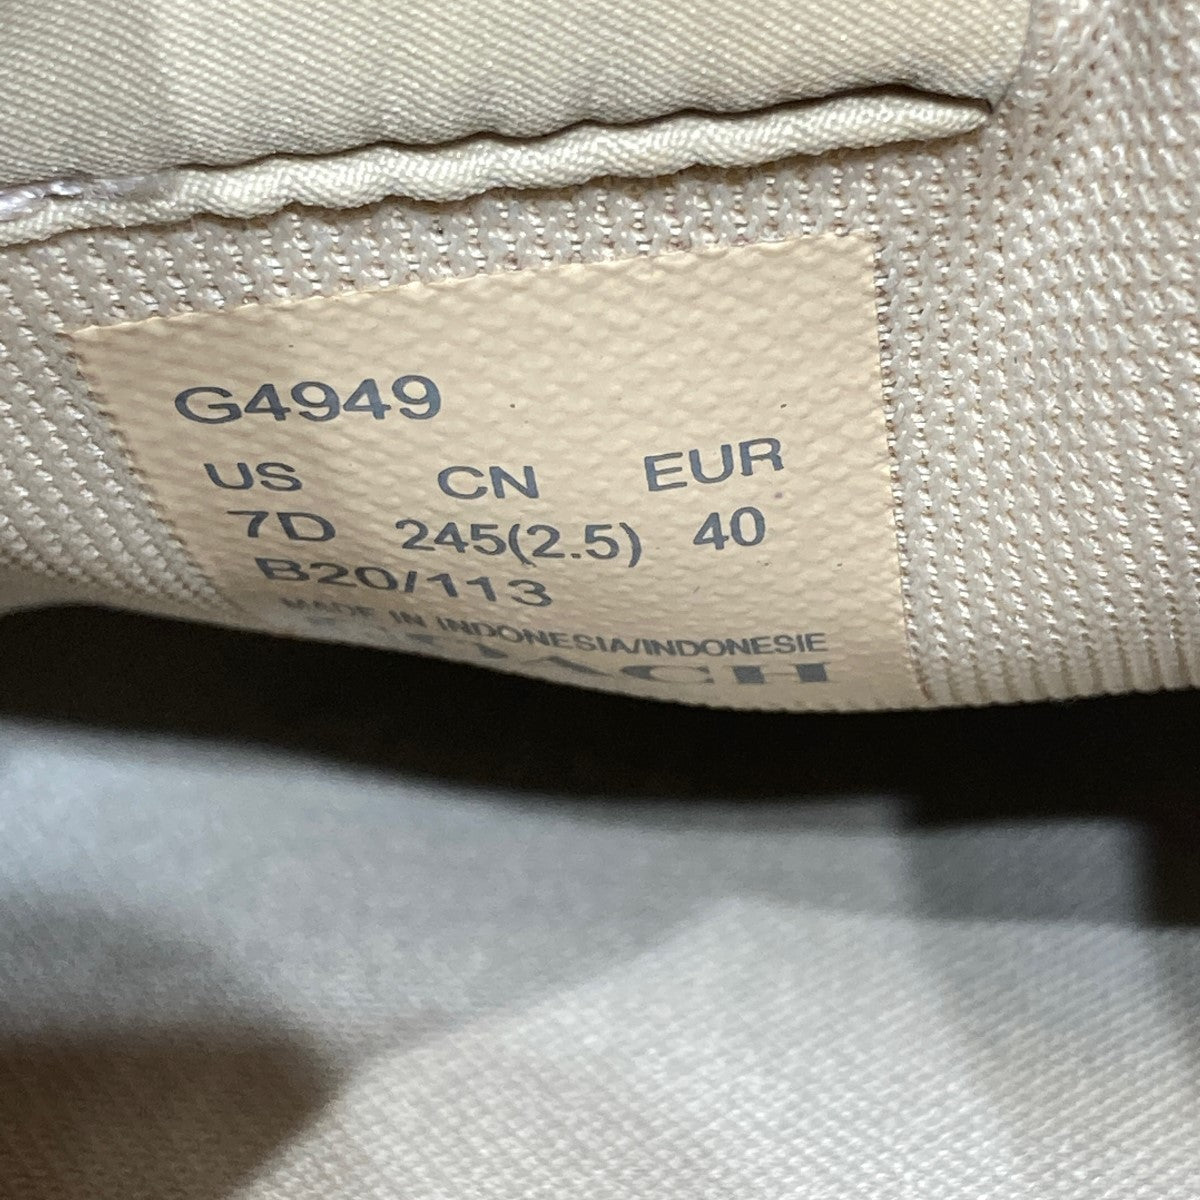 G4949
US CN EUR
7D 245(2.5) 40
B20/113
MADE IN INDONESIA/INDONESIE
COACH